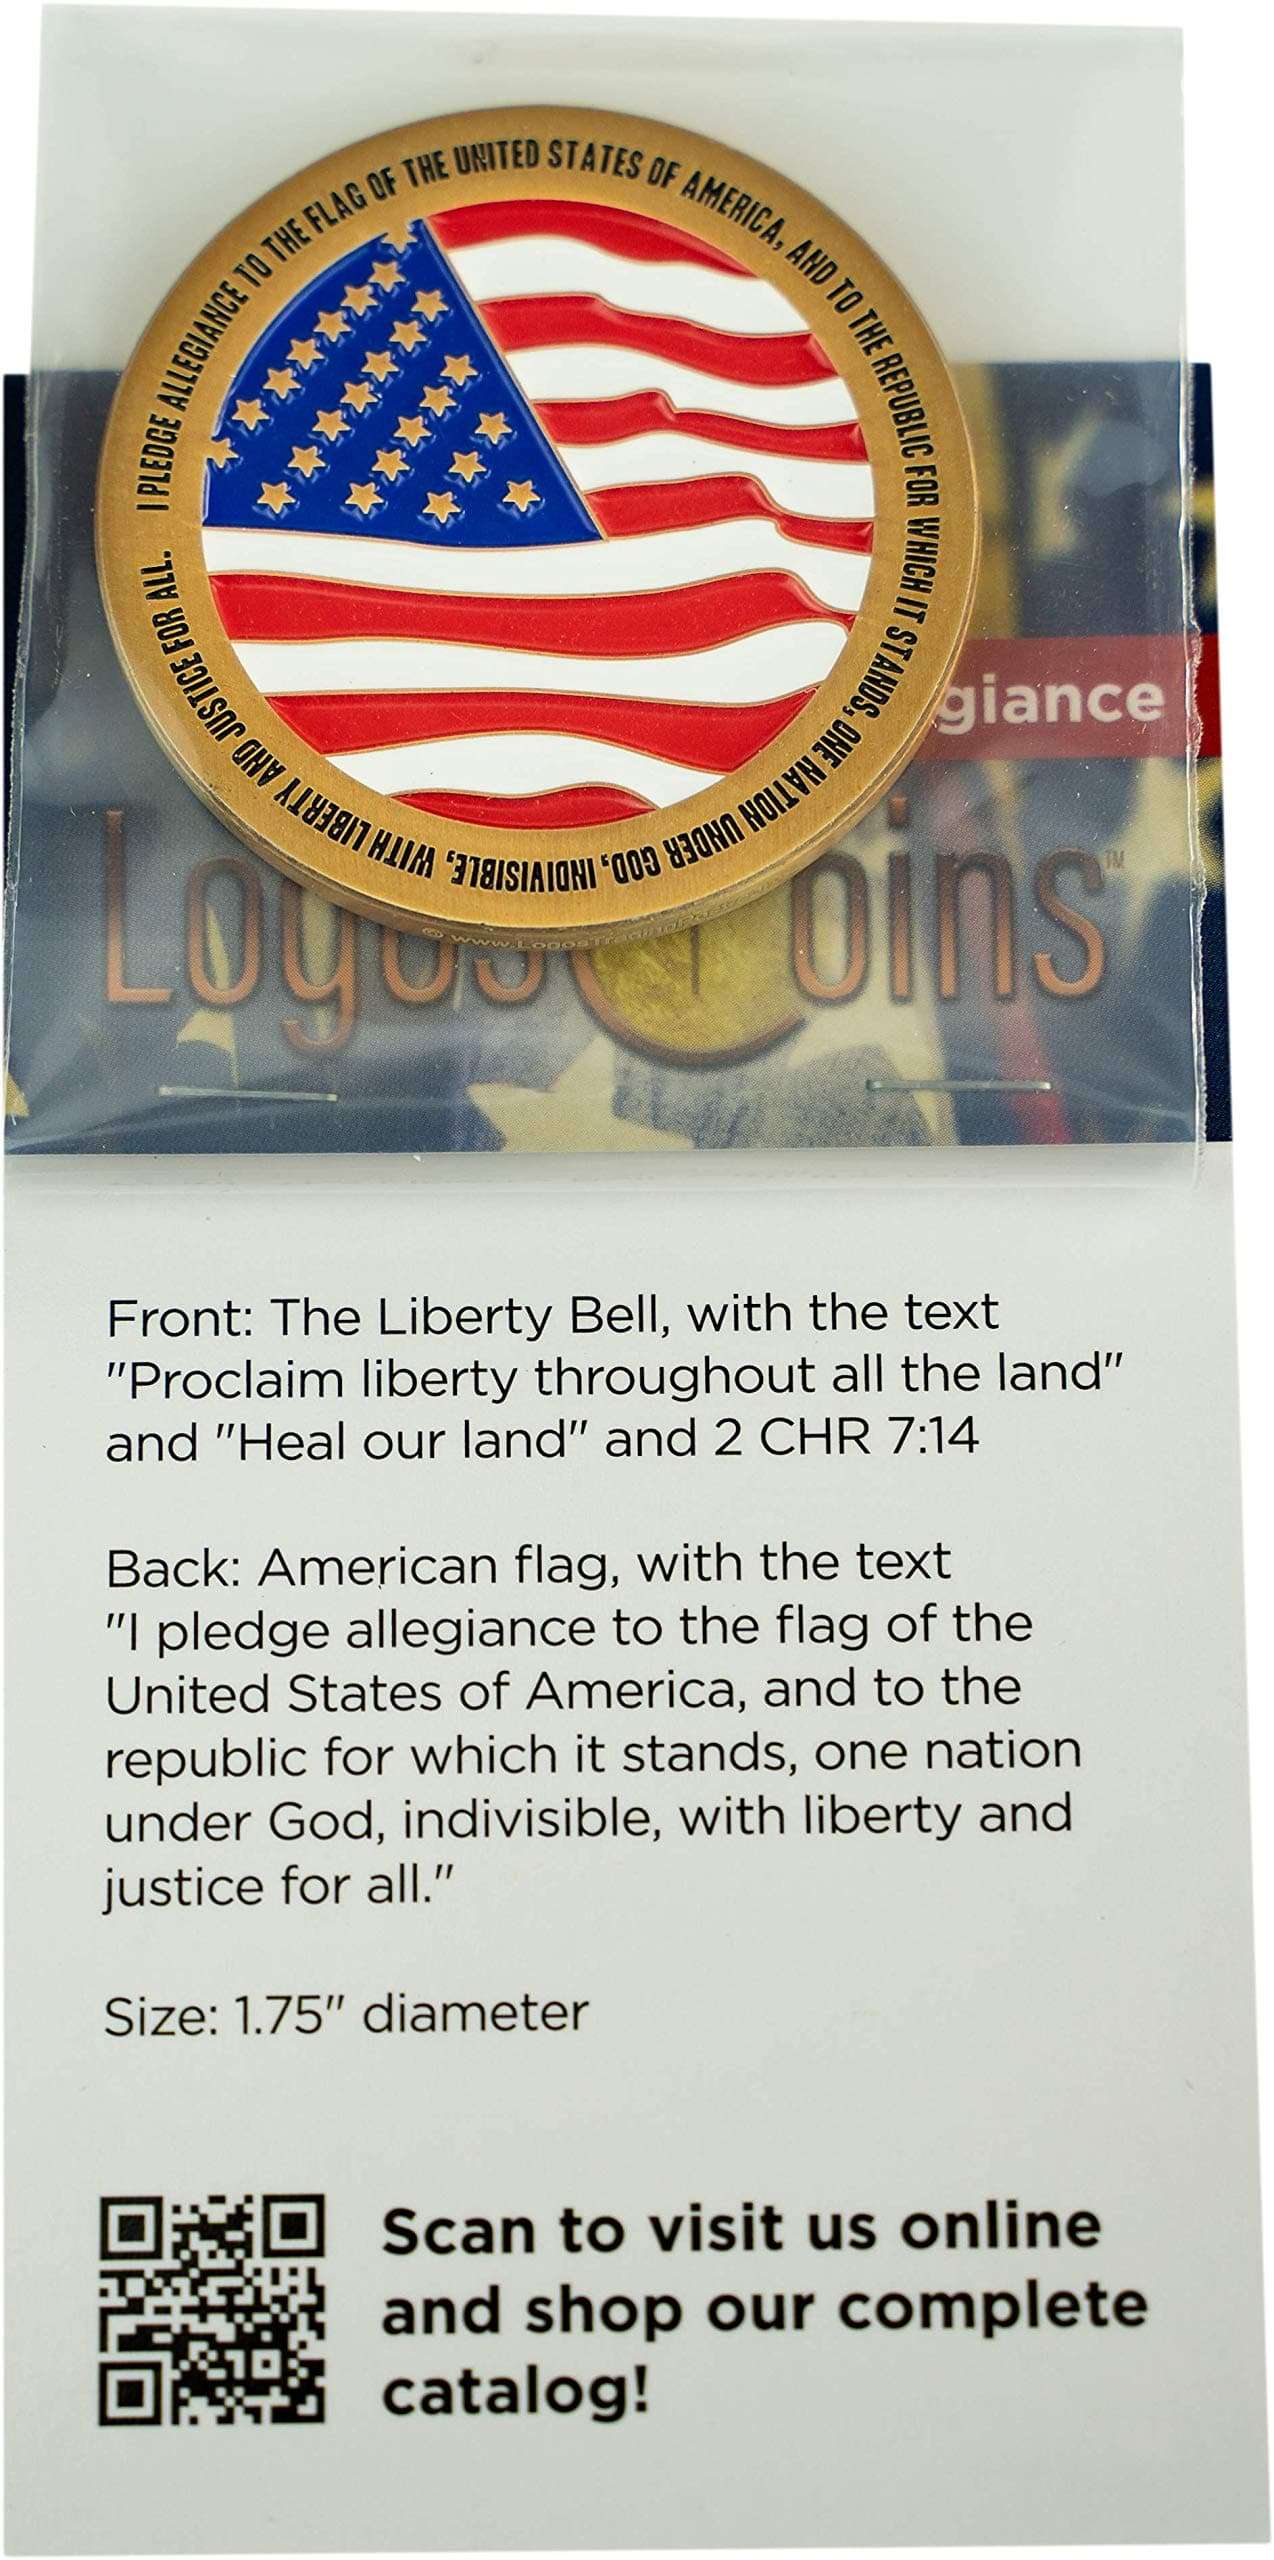 I PLEDGE ALLEGIANCE TO THE FLAG OF THE UNITED STATES OF AMERICA, AND TO THE REPUBLIC FOR WHICH IT STANDS, ONE NATION UNDER GOD, INDIVISIBLE, WITH LIBERTY AND JUSTICE FOR ALL.
giance
Logos Coins™
Front: The Liberty Bell, with the text
"Proclaim liberty throughout all the land"
and "Heal our land" and 2 CHR 7:14
Back: American flag, with the text
"I pledge allegiance to the flag of the
United States of America, and to the
republic for which it stands, one nation
under God, indivisible, with liberty and
justice for all."
Size: 1.75" diameter
Scan to visit us online
and shop our complete
catalog!